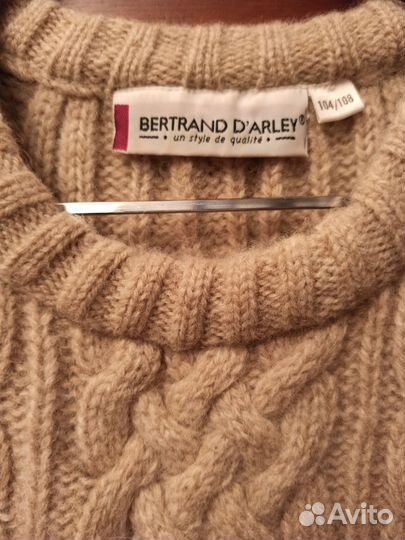 BERTRAND D'ARLEY®
• un style de qualité •
104/108
Avito